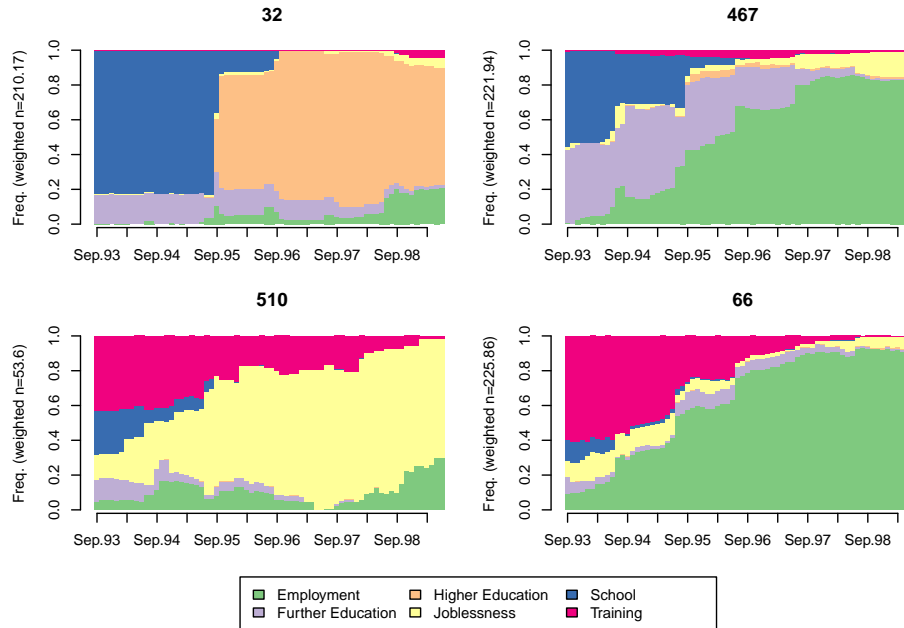 32
467
Freq. (weighted n=210.17)
0.0 0.2 0.4 0.6 0.8 1.0
Sep.93 Sep.94 Sep.95 Sep.96 Sep.97 Sep.98
Freq. (weighted n=221.94)
0.0 0.2 0.4 0.6 0.8 1.0
Sep.93 Sep.94 Sep.95 Sep.96 Sep.97 Sep.98
510
66
Freq. (weighted n=53.6)
0.0 0.2 0.4 0.6 0.8 1.0
Sep.93 Sep.94 Sep.95 Sep.96 Sep.97 Sep.98
Freq. (weighted n=225.86)
0.0 0.2 0.4 0.6 0.8 1.0
Sep.93 Sep.94 Sep.95 Sep.96 Sep.97 Sep.98
Employment Higher Education School
Further Education Joblessness Training